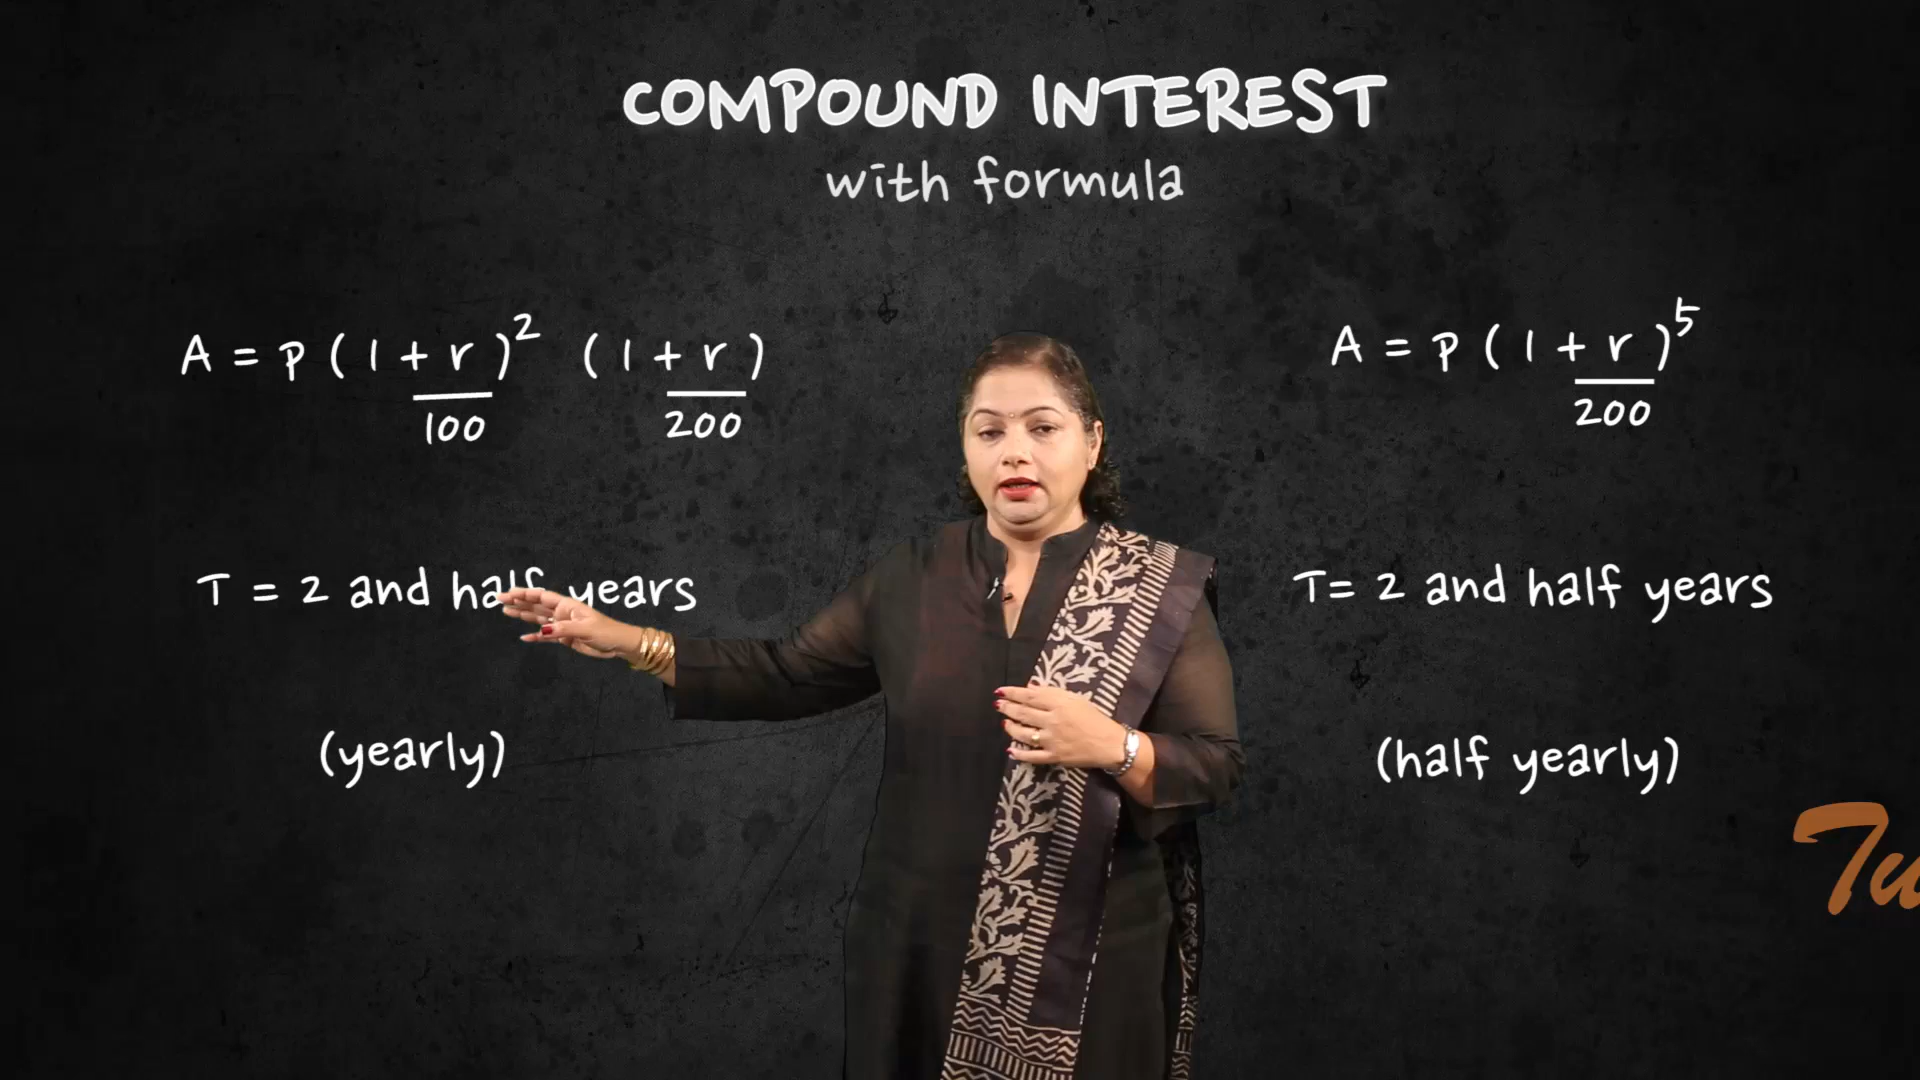 COMPOUND INTEREST
with formula
A = P ( 1 + r/100 )² ( 1 + r/200 )
A = P ( 1 + r/200 )⁵
T = 2 and half years
T= 2 and half years
(yearly)
(half yearly)
Tu